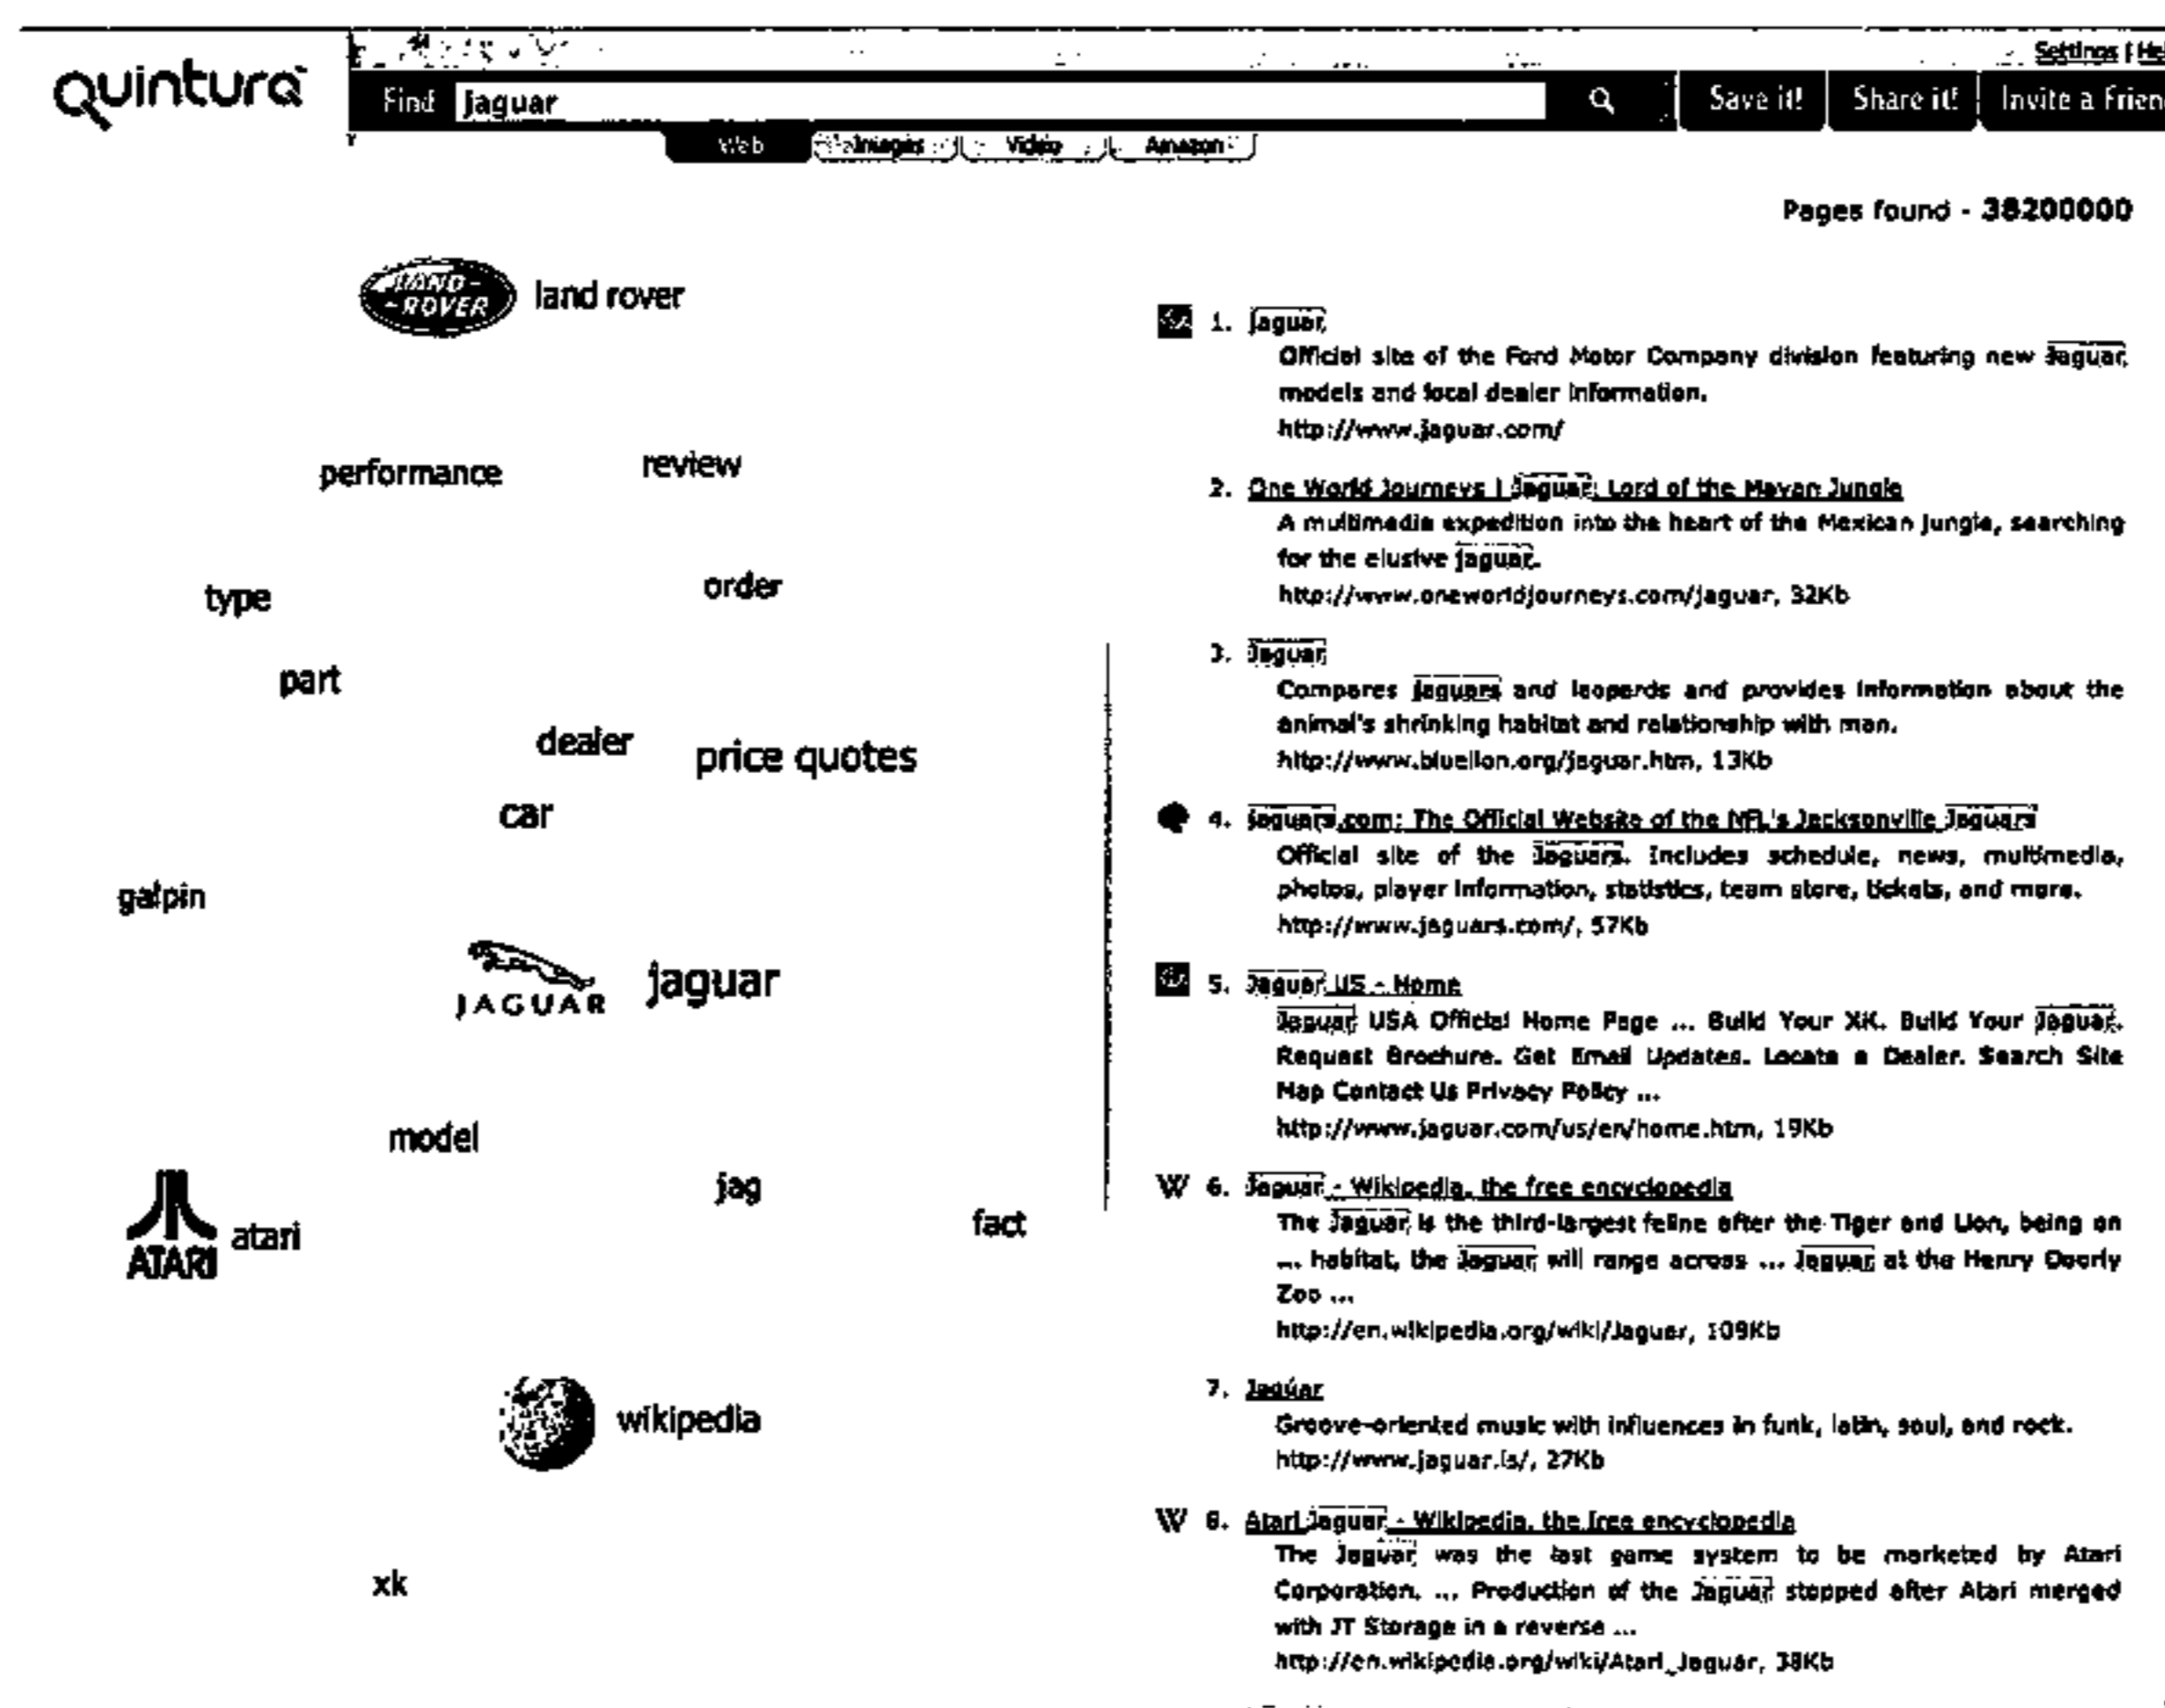 Settings | Hel
quintura
Find jaguar
Save it! Share it! Invite a Frien
Web Images Video Amazon
Pages found - 38200000
LAND-
-ROVER
land rover
performance
review
type
order
part
dealer
price quotes
car
galpin
JAGUAR
jaguar
model
jag
fact
ATARI
atari
wikipedia
xk
1. Jaguar
Official site of the Ford Motor Company division featuring new Jaguar
models and local dealer information.
http://www.jaguar.com/
2. One World Journeys | Jaguar: Lord of the Mayan Jungle
A multimedia expedition into the heart of the Mexican jungle, searching
for the elusive jaguar.
http://www.oneworldjourneys.com/jaguar, 32Kb
3. Jaguar
Compares jaguars and leopards and provides information about the
animal's shrinking habitat and relationship with man.
http://www.bluelion.org/jaguar.htm, 13Kb
4. Jaguars.com: The Official Website of the NFL's Jacksonville Jaguars
Official site of the Jaguars. Includes schedule, news, multimedia,
photos, player information, statistics, team store, tickets, and more.
http://www.jaguars.com/, 57Kb
5. Jaguar US - Home
Jaguar USA Official Home Page ... Build Your XK. Build Your Jaguar.
Request Brochure. Get Email Updates. Locate a Dealer. Search Site
Map Contact Us Privacy Policy ...
http://www.jaguar.com/us/en/home.htm, 19Kb
W 6. Jaguar - Wikipedia, the free encyclopedia
The Jaguar is the third-largest feline after the Tiger and Lion, being on
... habitat, the Jaguar will range across ... Jaguar at the Henry Doorly
Zoo ...
http://en.wikipedia.org/wiki/Jaguar, 109Kb
7. Jagúar
Groove-oriented music with influences in funk, latin, soul, and rock.
http://www.jaguar.is/, 27Kb
W 8. Atari Jaguar - Wikipedia, the free encyclopedia
The Jaguar was the last game system to be marketed by Atari
Corporation. ... Production of the Jaguar stopped after Atari merged
with JT Storage in a reverse ...
http://en.wikipedia.org/wiki/Atari_Jaguar, 38Kb